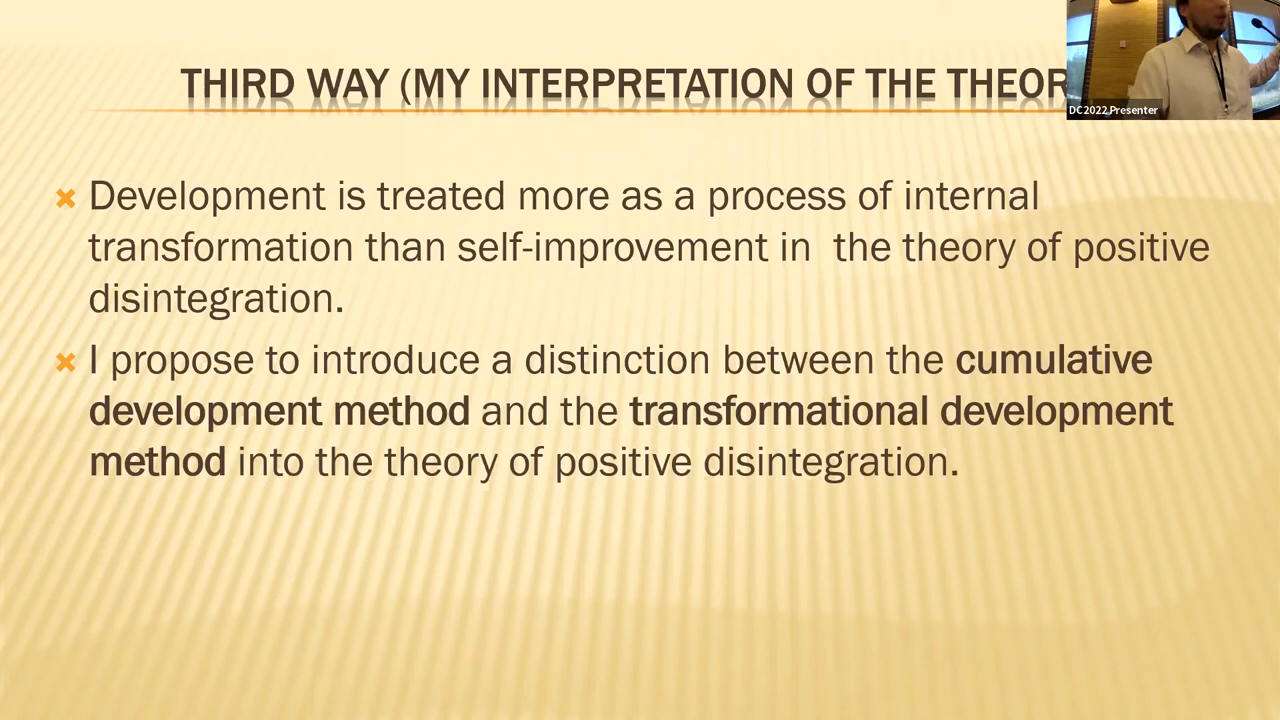 THIRD WAY (MY INTERPRETATION OF THE THEOR
DC2022 Presenter
Development is treated more as a process of internal
transformation than self-improvement in  the theory of positive
disintegration.
I propose to introduce a distinction between the cumulative
development method and the transformational development
method into the theory of positive disintegration.